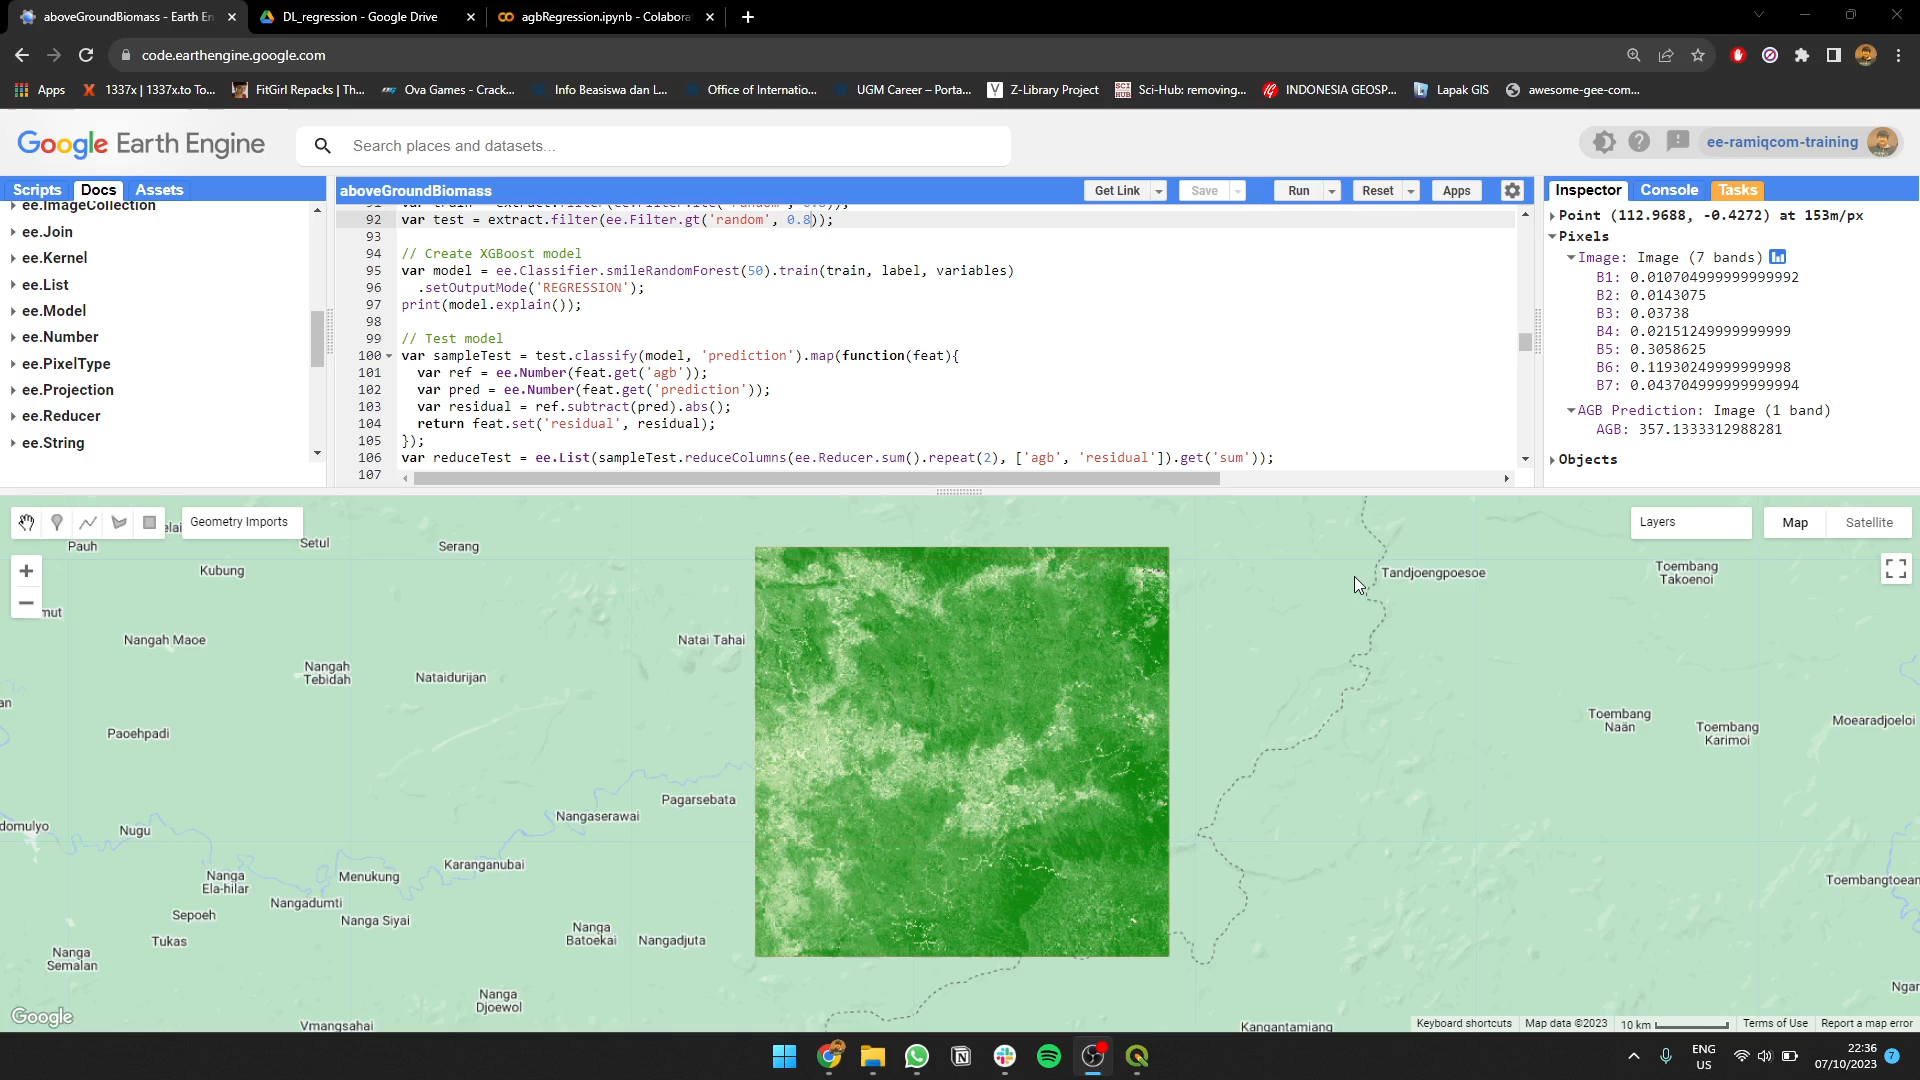 aboveGroundBiomass - Earth En
DL_regression - Google Drive
agbRegression.ipynb - Colabora
code.earthengine.google.com
Apps
1337x | 1337x.to To...
FitGirl Repacks | Th...
Ova Games - Crack...
Info Beasiswa dan L...
Office of Internatio...
UGM Career – Porta...
Z-Library Project
SCI HUB
Sci-Hub: removing...
INDONESIA GEOSP...
Lapak GIS
awesome-gee-com...
Google Earth Engine
Search places and datasets...
ee-ramiqcom-training
Scripts
Docs
Assets
ee.ImageCollection
ee.Join
ee.Kernel
ee.List
ee.Model
ee.Number
ee.PixelType
ee.Projection
ee.Reducer
ee.String
aboveGroundBiomass
Get Link
Save
Run
Reset
Apps
92 var test = extract.filter(ee.Filter.gt('random', 0.8));
93
94 // Create XGBoost model
95 var model = ee.Classifier.smileRandomForest(50).train(train, label, variables)
96 .setOutputMode('REGRESSION');
97 print(model.explain());
98
99 // Test model
100 var sampleTest = test.classify(model, 'prediction').map(function(feat){
101 var ref = ee.Number(feat.get('agb'));
102 var pred = ee.Number(feat.get('prediction'));
103 var residual = ref.subtract(pred).abs();
104 return feat.set('residual', residual);
105 });
106 var reduceTest = ee.List(sampleTest.reduceColumns(ee.Reducer.sum().repeat(2), ['agb', 'residual']).get('sum'));
107
Inspector
Console
Tasks
Point (112.9688, -0.4272) at 153m/px
Pixels
Image: Image (7 bands)
B1: 0.010704999999999992
B2: 0.0143075
B3: 0.03738
B4: 0.02151249999999999
B5: 0.3058625
B6: 0.11930249999999998
B7: 0.043704999999999994
AGB Prediction: Image (1 band)
AGB: 357.1333312988281
Objects
Geometry Imports
Layers
Map
Satellite
elai
Pauh
Setul
Serang
Kubung
mut
Nangah Maoe
Nangah
Tebidah
Nataidurijan
Natai Tahai
an
Paoehpadi
Pagarsebata
Nangaserawai
domulyo
Nugu
Karanganubai
Nanga
Ela-hilar
Menukung
Nangadumti
Sepoeh
Nanga Siyai
Tukas
Nanga
Batoekai
Nangadjuta
Nanga
Semalan
Nanga
Djoewol
Vmangsahai
Tandjoengpoesoe
Toembang
Takoenoi
Toembang
Naän
Toembang
Karimoi
Moearadjoeloi
Toembangtoean
Ngar
Kangantamiang
Google
Keyboard shortcuts
Map data ©2023
10 km
Terms of Use
Report a map error
ENG
US
22:36
07/10/2023
7